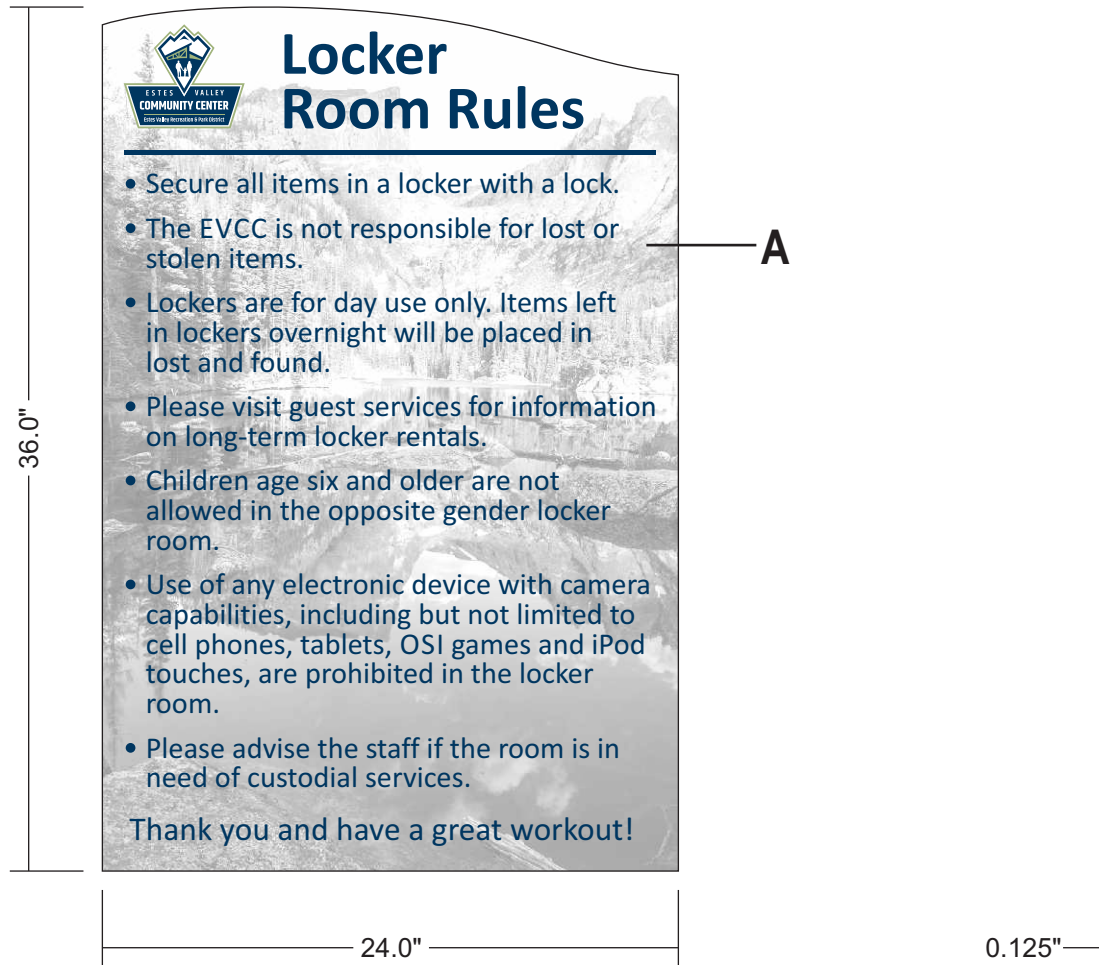 Locker
Room Rules
ESTES VALLEY
COMMUNITY CENTER
Estes Valley Recreation & Park District
• Secure all items in a locker with a lock.
• The EVCC is not responsible for lost or
stolen items.
A
• Lockers are for day use only. Items left
in lockers overnight will be placed in
lost and found.
• Please visit guest services for information
on long-term locker rentals.
36.0"
• Children age six and older are not
allowed in the opposite gender locker
room.
• Use of any electronic device with camera
capabilities, including but not limited to
cell phones, tablets, OSI games and iPod
touches, are prohibited in the locker
room.
• Please advise the staff if the room is in
need of custodial services.
Thank you and have a great workout!
24.0"
0.125"